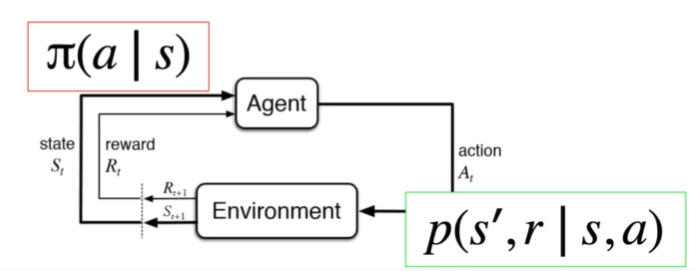 π(a | s)
Agent
state
S_t
reward
R_t
action
A_t
R_{t+1}
S_{t+1}
Environment
p(s′, r | s, a)